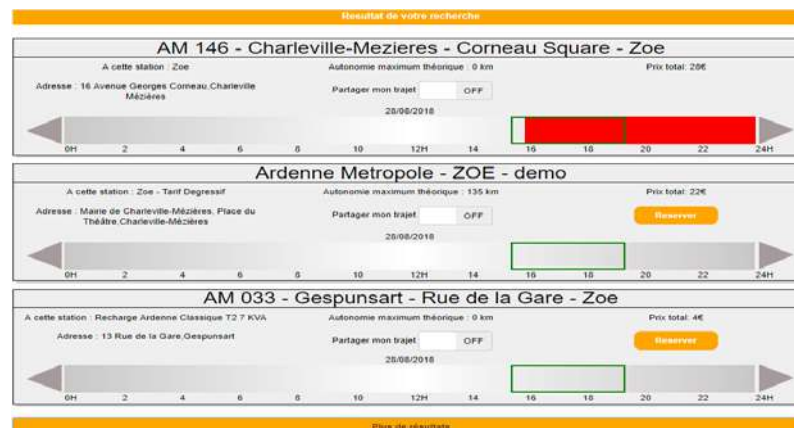 Resultat de votre recherche
AM 146 - Charleville-Mezieres - Corneau Square - Zoe
A cette station : Zoe
Autonomie maximum théorique : 0 km
Prix total: 28€
Adresse : 16 Avenue Georges Corneau,Charleville
Mézières
Partager mon trajet
OFF
28/08/2018
0H 2 4 6 8 10 12H 14 16 18 20 22 24H
Ardenne Metropole - ZOE - demo
A cette station : Zoe - Tarif Degressif
Autonomie maximum théorique : 135 km
Prix total: 22€
Adresse : Mairie de Charleville-Mézières, Place du
Théâtre,Charleville-Mézières
Partager mon trajet
OFF
Reserver
28/08/2018
0H 2 4 6 8 10 12H 14 16 18 20 22 24H
AM 033 - Gespunsart - Rue de la Gare - Zoe
A cette station : Recharge Ardenne Classique T2 7 KVA
Autonomie maximum théorique : 0 km
Prix total: 4€
Adresse : 13 Rue de la Gare,Gespunsart
Partager mon trajet
OFF
Reserver
28/08/2018
0H 2 4 6 8 10 12H 14 16 18 20 22 24H
Plus de résultats